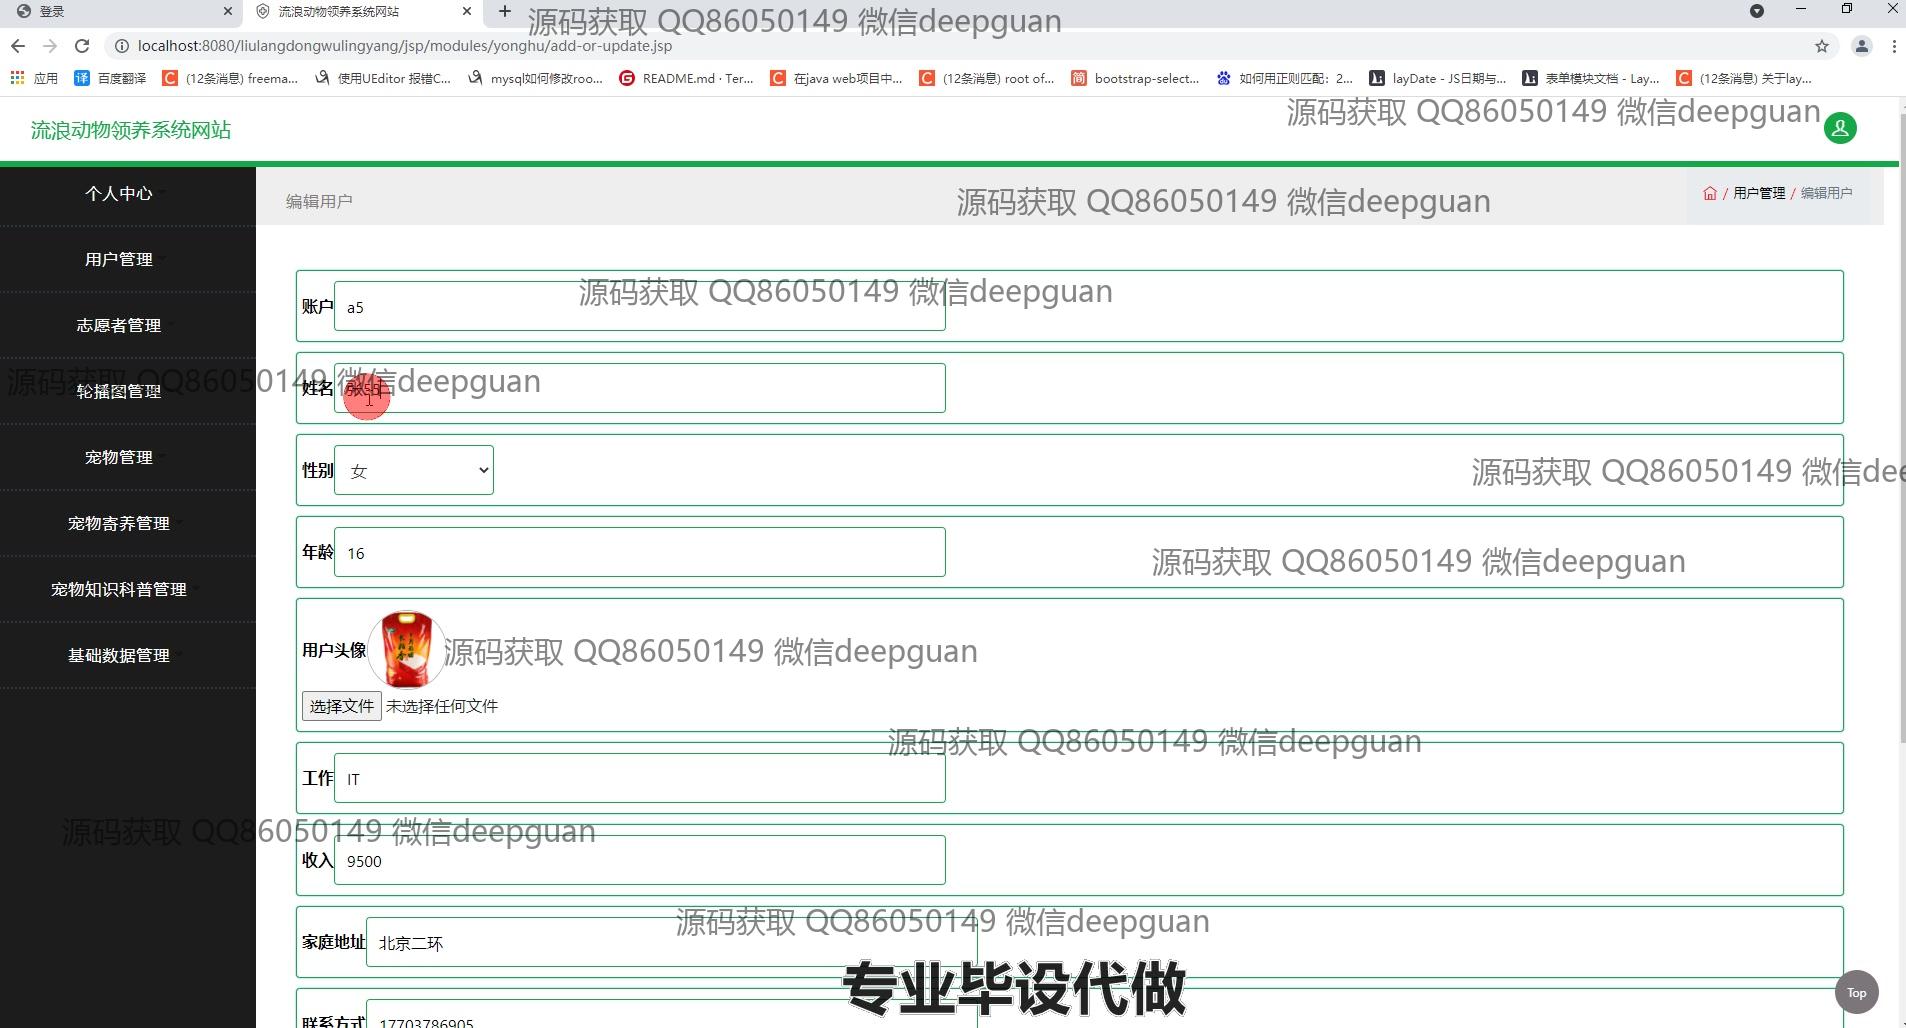 登录
流浪动物领养系统网站
源码获取 QQ86050149 微信deepguan
localhost:8080/liulangdongwulingyang/jsp/modules/yonghu/add-or-update.jsp
应用
百度翻译
(12条消息) freema...
使用UEditor 报错C...
mysql如何修改roo...
README.md · Ter...
在java web项目中...
(12条消息) root of...
bootstrap-select...
如何用正则匹配：2...
layDate - JS日期与...
表单模块文档 - Lay...
(12条消息) 关于lay...
源码获取 QQ86050149 微信deepguan
流浪动物领养系统网站
个人中心
用户管理
志愿者管理
轮播图管理
宠物管理
宠物寄养管理
宠物知识科普管理
基础数据管理
编辑用户
源码获取 QQ86050149 微信deepguan
/ 用户管理 / 编辑用户
源码获取 QQ86050149 微信deepguan
账户 a5
源码获取 QQ86050149 微信deepguan
姓名
性别 女
源码获取 QQ86050149 微信dee
年龄 16
源码获取 QQ86050149 微信deepguan
用户头像
源码获取 QQ86050149 微信deepguan
选择文件 未选择任何文件
源码获取 QQ86050149 微信deepguan
工作 IT
源码获取 QQ86050149 微信deepguan
收入 9500
源码获取 QQ86050149 微信deepguan
家庭地址 北京二环
专业毕设代做
Top
联系方式 17703786905